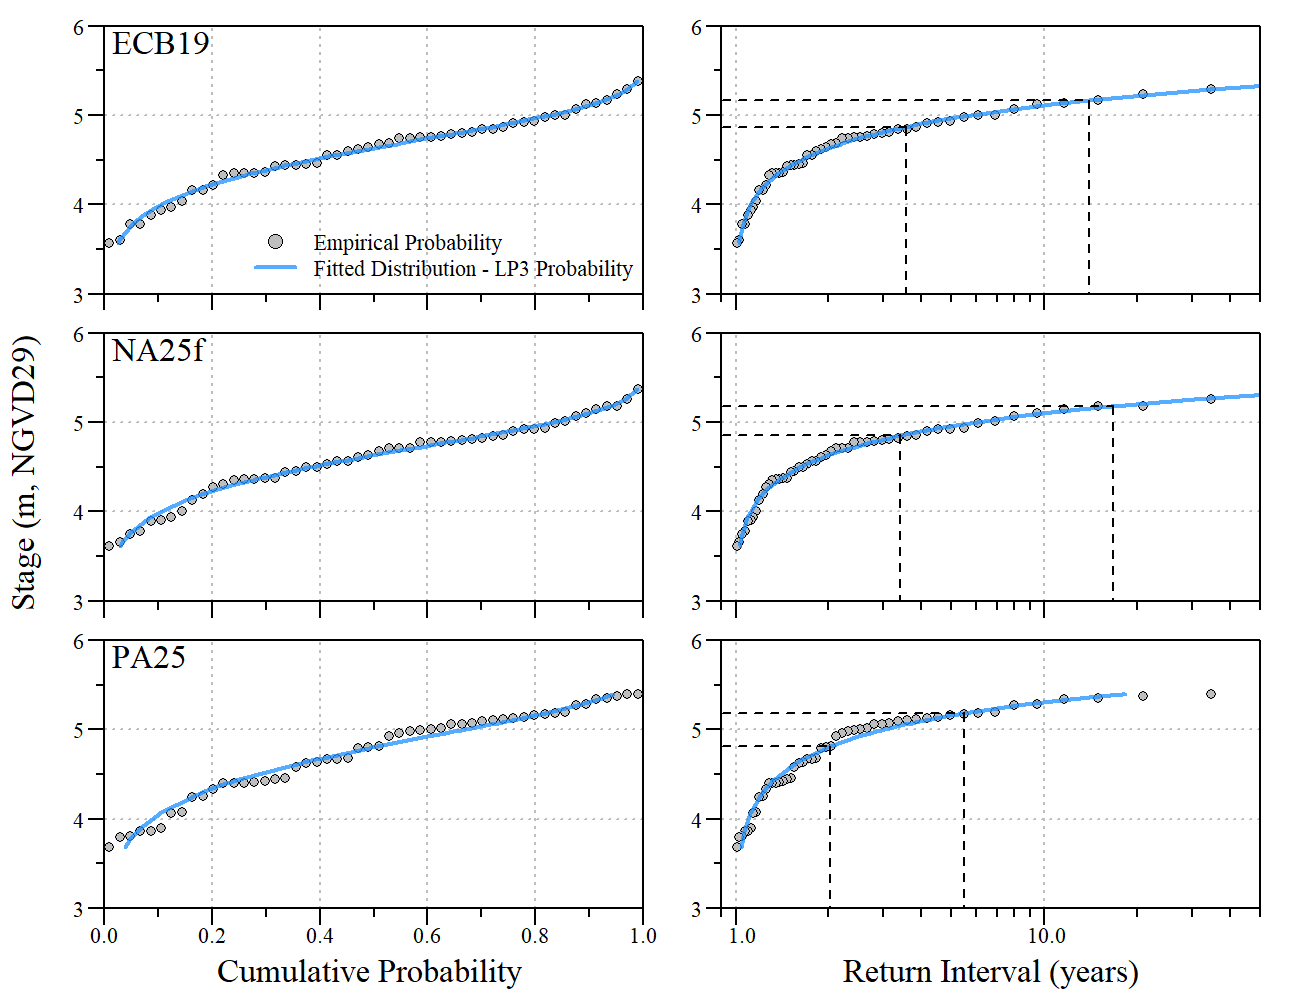 6
5
4
3
ECB19
Empirical Probability
Fitted Distribution - LP3 Probability
6
5
4
3
6
5
4
3
NA25f
6
5
4
3
Stage (m, NGVD29)
6
5
4
3
PA25
0.0 0.2 0.4 0.6 0.8 1.0
Cumulative Probability
6
5
4
3
1.0 10.0
Return Interval (years)